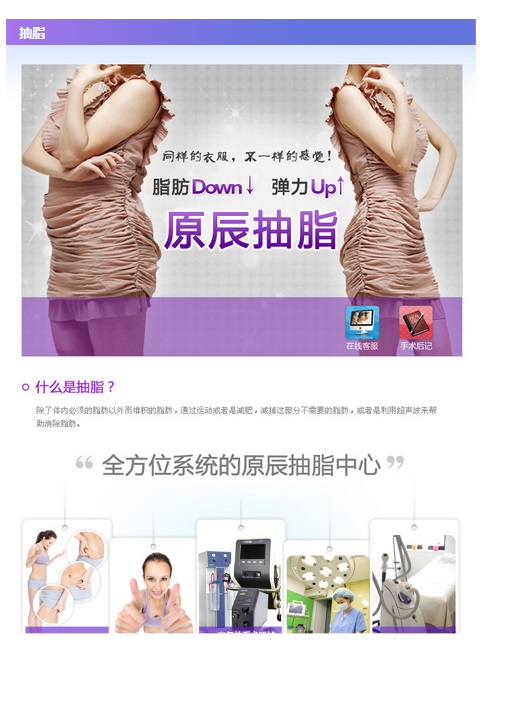 抽脂
同样的衣服，不一样的感觉！
脂肪Down↓ 弹力Up↑
原辰抽脂
在线客服 手术后记
什么是抽脂？
除了体内必须的脂肪以外而堆积的脂肪，通过运动或者是减肥，减掉这部分不需要的脂肪，或者是利用超声波来帮
助消除脂肪。
“ 全方位系统的原辰抽脂中心 ”